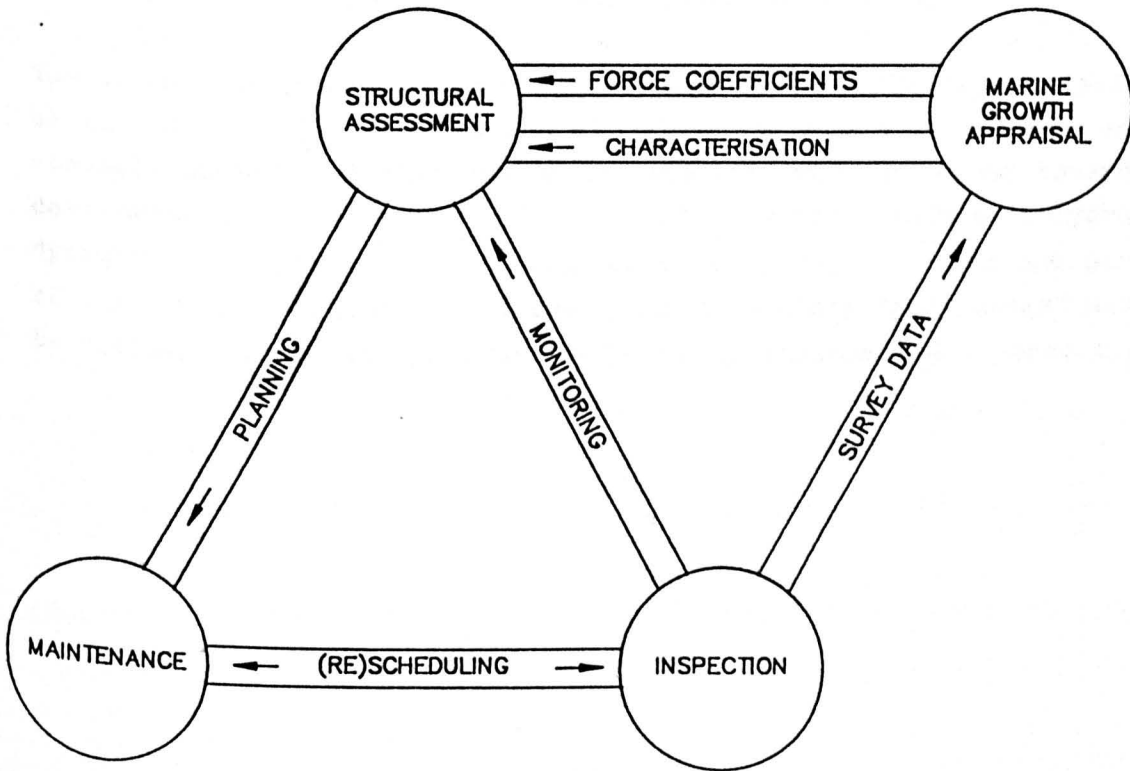 STRUCTURAL
ASSESSMENT
FORCE COEFFICIENTS
CHARACTERISATION
MARINE
GROWTH
APPRAISAL
PLANNING
MONITORING
SURVEY DATA
MAINTENANCE
(RE)SCHEDULING
INSPECTION